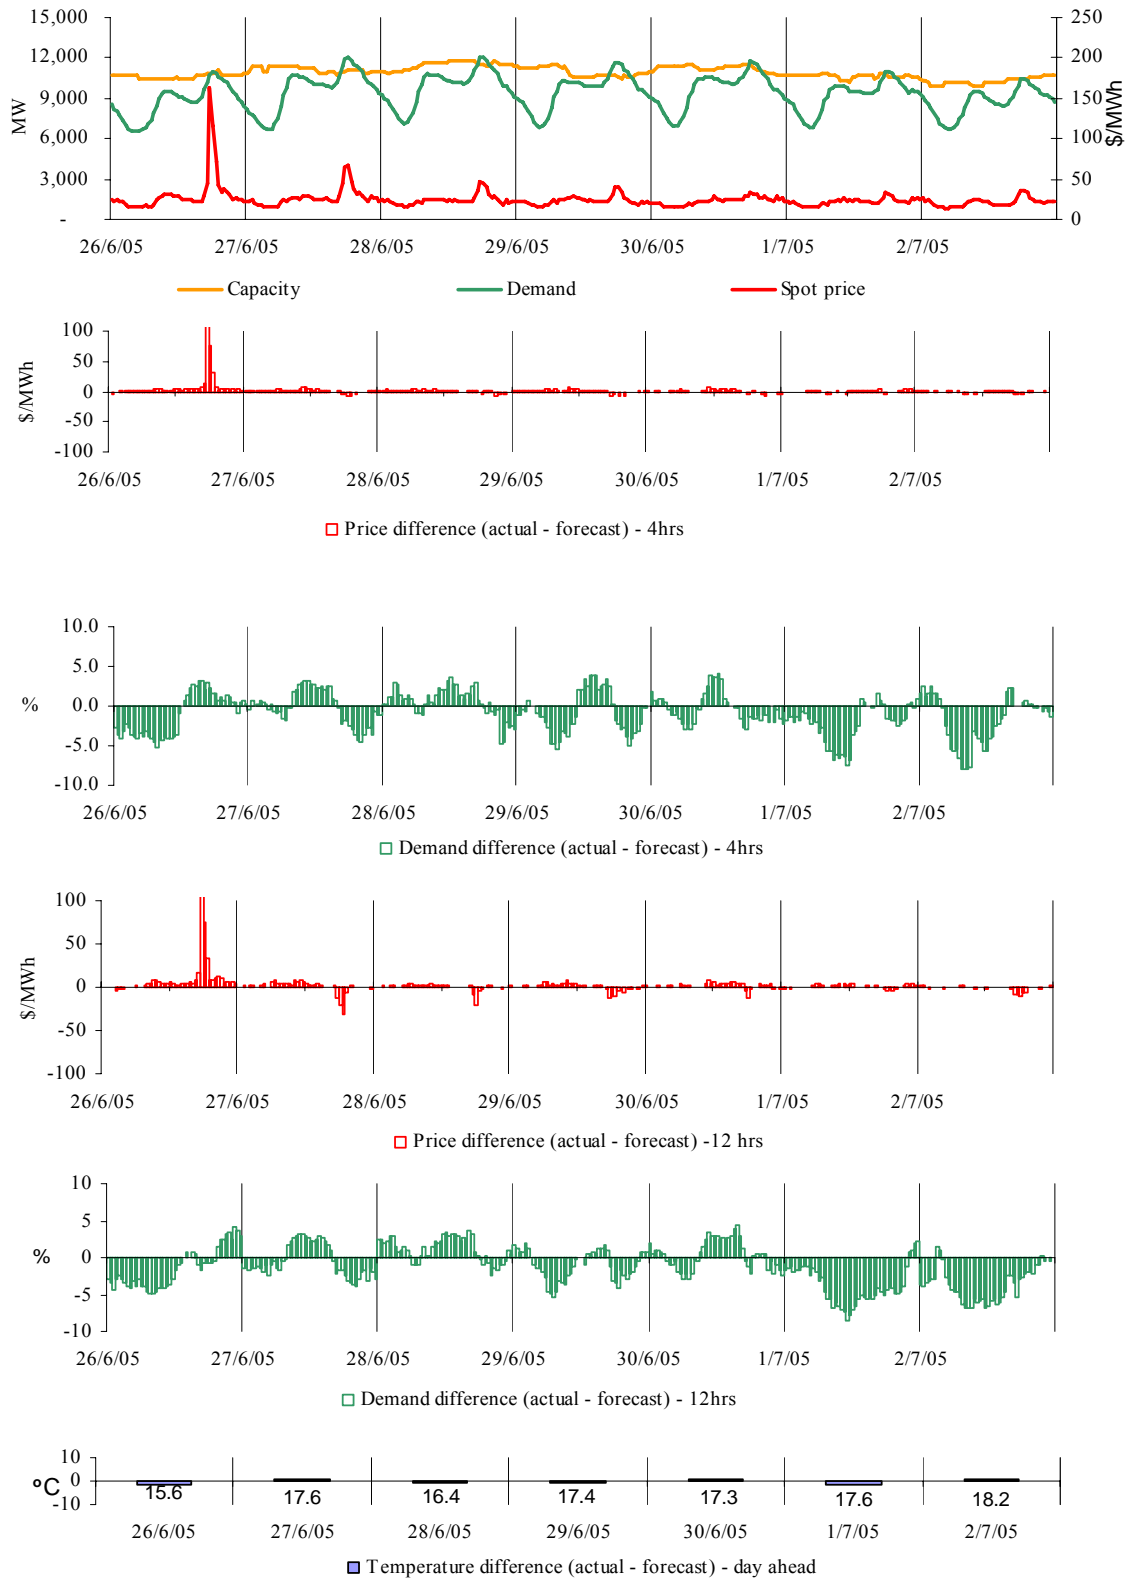 15,000 250
12,000 200
9,000 150
6,000 100
3,000 50
- 0
MW
$/MWh
26/6/05 27/6/05 28/6/05 29/6/05 30/6/05 1/7/05 2/7/05
Capacity Demand Spot price
100
50
0
-50
-100
$/MWh
26/6/05 27/6/05 28/6/05 29/6/05 30/6/05 1/7/05 2/7/05
Price difference (actual - forecast) - 4hrs
10.0
5.0
0.0
-5.0
-10.0
%
26/6/05 27/6/05 28/6/05 29/6/05 30/6/05 1/7/05 2/7/05
Demand difference (actual - forecast) - 4hrs
100
50
0
-50
-100
$/MWh
26/6/05 27/6/05 28/6/05 29/6/05 30/6/05 1/7/05 2/7/05
Price difference (actual - forecast) -12 hrs
10
5
0
-5
-10
%
26/6/05 27/6/05 28/6/05 29/6/05 30/6/05 1/7/05 2/7/05
Demand difference (actual - forecast) - 12hrs
10
0
-10
°C
15.6 17.6 16.4 17.4 17.3 17.6 18.2
26/6/05 27/6/05 28/6/05 29/6/05 30/6/05 1/7/05 2/7/05
Temperature difference (actual - forecast) - day ahead